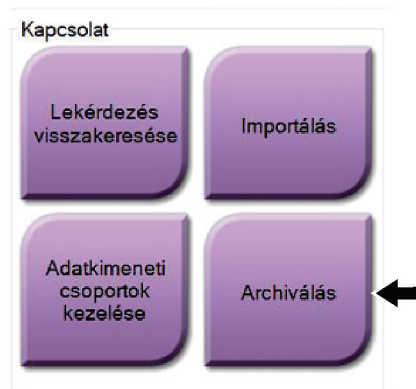 Kapcsolat
Lekérdezés
visszakeresése
Importálás
Adatkimeneti
csoportok
kezelése
Archiválás